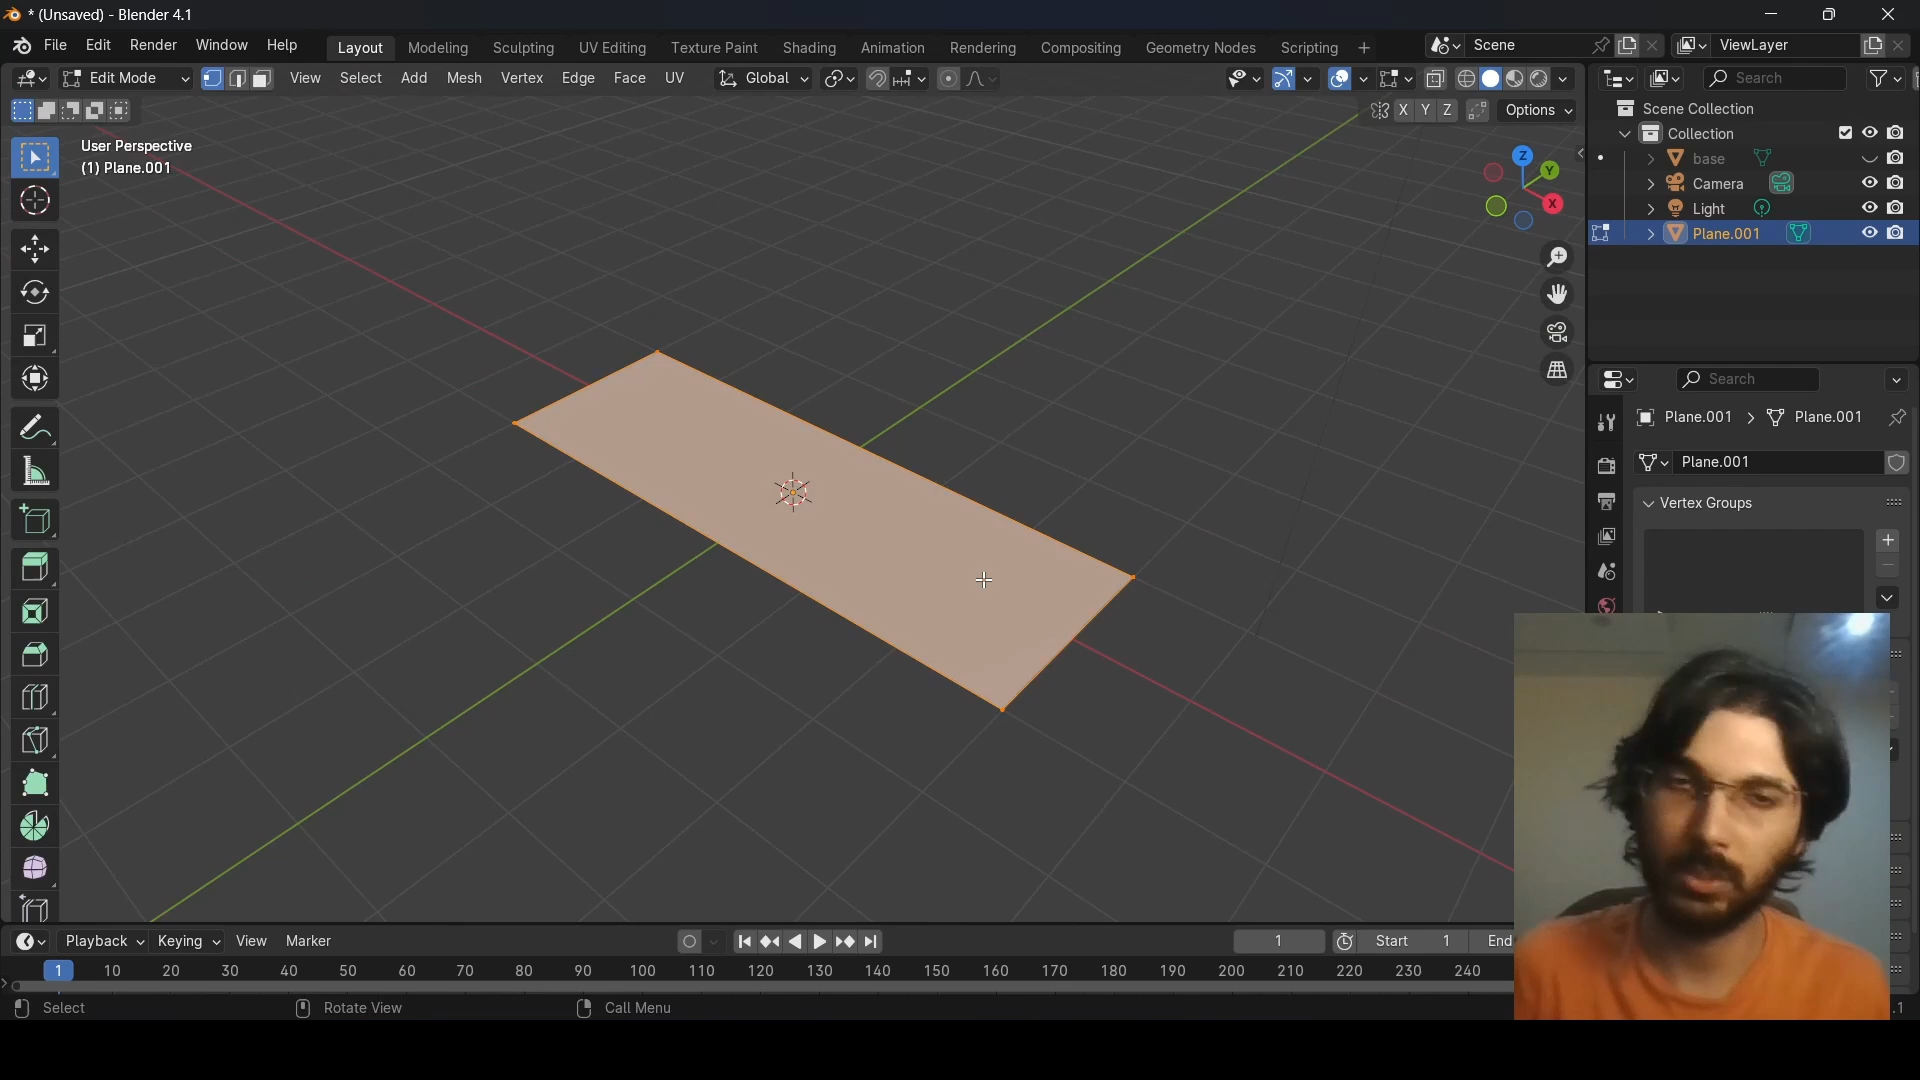 * (Unsaved) - Blender 4.1
File Edit Render Window Help Layout Modeling Sculpting UV Editing Texture Paint Shading Animation Rendering Compositing Geometry Nodes Scripting + Scene ViewLayer
Edit Mode View Select Add Mesh Vertex Edge Face UV Global Search
X Y Z Options
User Perspective
(1) Plane.001
Z
Y
X
Scene Collection
Collection
base
Camera
Light
Plane.001
Search
Plane.001 > Plane.001
Plane.001
Vertex Groups
Playback Keying View Marker 1 Start 1 End
1 10 20 30 40 50 60 70 80 90 100 110 120 130 140 150 160 170 180 190 200 210 220 230 240
Select Rotate View Call Menu .1